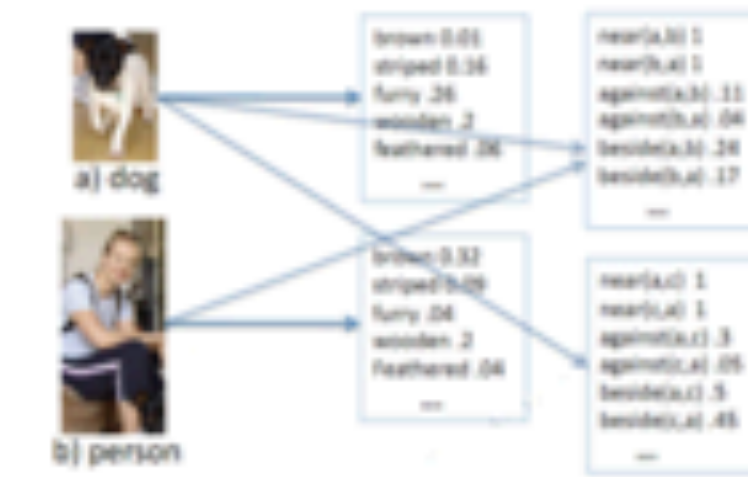 a) dog
b) person
brown 0.01
striped 0.16
furry .26
wooden .2
feathered .06
...
brown 0.32
striped 0.09
furry .04
wooden .2
Feathered .04
...
near(a,b) 1
near(b,a) 1
against(a,b) .11
against(b,a) .04
beside(a,b) .24
beside(b,a) .17
...
near(a,c) 1
near(c,a) 1
against(a,c) .3
against(c,a) .05
beside(a,c) .5
beside(c,a) .45
...